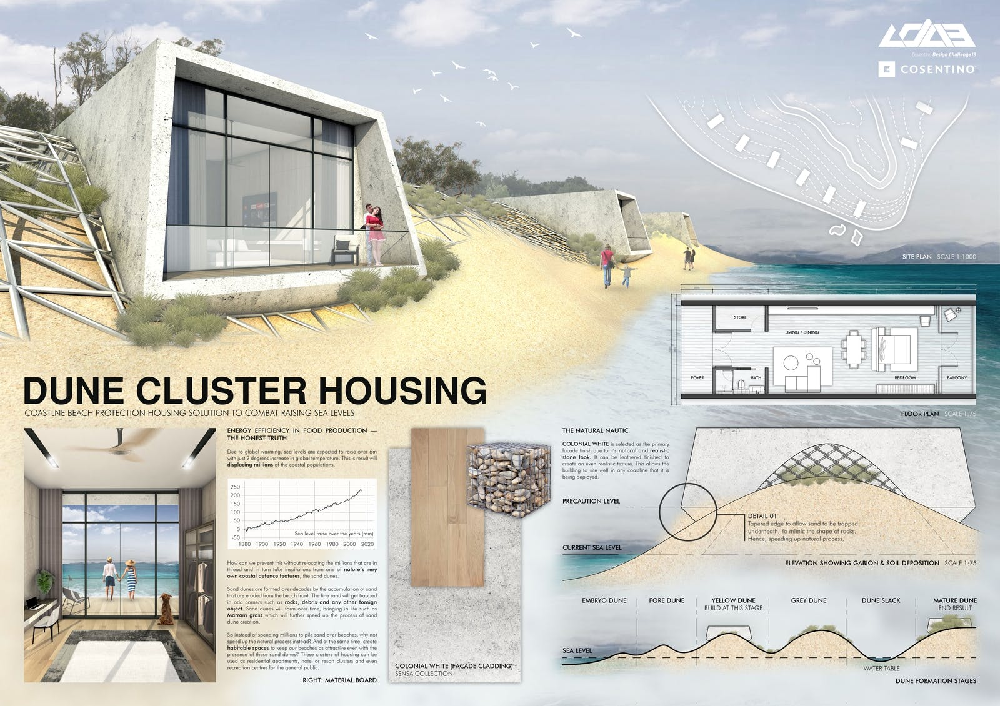 Cosentino Design Challenge13
COSENTINO
SITE PLAN SCALE 1:1000
STORE
LIVING / DINING
FOYER
BATH
BEDROOM
BALCONY
FLOOR PLAN SCALE 1:75
DUNE CLUSTER HOUSING
COASTLNE BEACH PROTECTION HOUSING SOLUTION TO COMBAT RAISING SEA LEVELS
ENERGY EFFICIENCY IN FOOD PRODUCTION —
THE HONEST TRUTH
Due to global warming, sea levels are expected to raise over 6m
with just 2 degrees increase in global temperature. This is result will
displacing millions of the coastal populations.
250
200
150
100
50
0
-50
Sea level raise over the years (mm)
1880 1900 1920 1940 1960 1980 2000 2020
How can we prevent this without relocating the millions that are in
thread and in turn take inspirations from one of nature's very
own coastal defence features, the sand dunes.
Sand dunes are formed over decades by the accumulation of sand
that are eroded from the beach front. The fine sand will get trapped
in odd corners such as rocks, debris and any other foreign
object. Sand dunes will form over time, bringing in life such as
Marram grass which will further speed up the process of sand
dune creation.
So instead of spending millions to pile sand over beaches, why not
speed up the natural process instead? And at the same time, create
habitable spaces to keep our beaches as attractive even with the
presence of these sand dunes? These clusters of housing can be
used as residential apartments, hotel or resort clusters and even
recreation centres for the general public.
RIGHT: MATERIAL BOARD
COLONIAL WHITE (FACADE CLADDING)
SENSA COLLECTION
THE NATURAL NAUTIC
COLONIAL WHITE is selected as the primary
facade finish due to it's natural and realistic
stone look. It can be leathered finished to
create an even realistic texture. This allows the
building to site well in any coastline that it is
being deployed.
PRECAUTION LEVEL
DETAIL 01
Tapered edge to allow sand to be trapped
underneath. To mimic the shape of rocks.
Hence, speeding up natural process.
CURRENT SEA LEVEL
ELEVATION SHOWING GABION & SOIL DEPOSITION SCALE 1:75
EMBRYO DUNE FORE DUNE YELLOW DUNE GREY DUNE DUNE SLACK MATURE DUNE
BUILD AT THIS STAGE END RESULT
SEA LEVEL
WATER TABLE
DUNE FORMATION STAGES